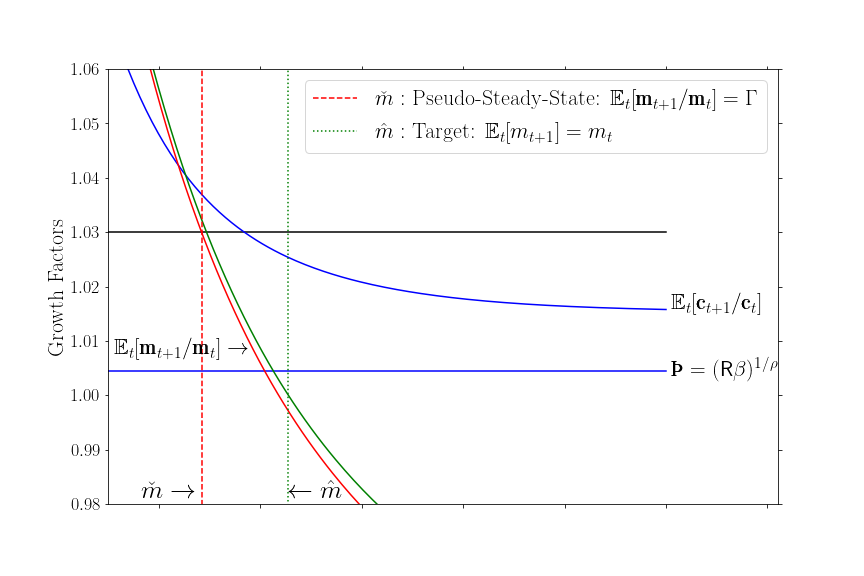 1.06
m̌ : Pseudo-Steady-State: 𝔼ₜ[𝐦ₜ₊₁/𝐦ₜ] = Γ
m̂ : Target: 𝔼ₜ[mₜ₊₁] = mₜ
1.05
1.04
1.03
1.02
𝔼ₜ[𝐜ₜ₊₁/𝐜ₜ]
Growth Factors
1.01
𝔼ₜ[𝐦ₜ₊₁/𝐦ₜ] →
Þ = (Rβ)^{1/ρ}
1.00
0.99
m̌ →
← m̂
0.98